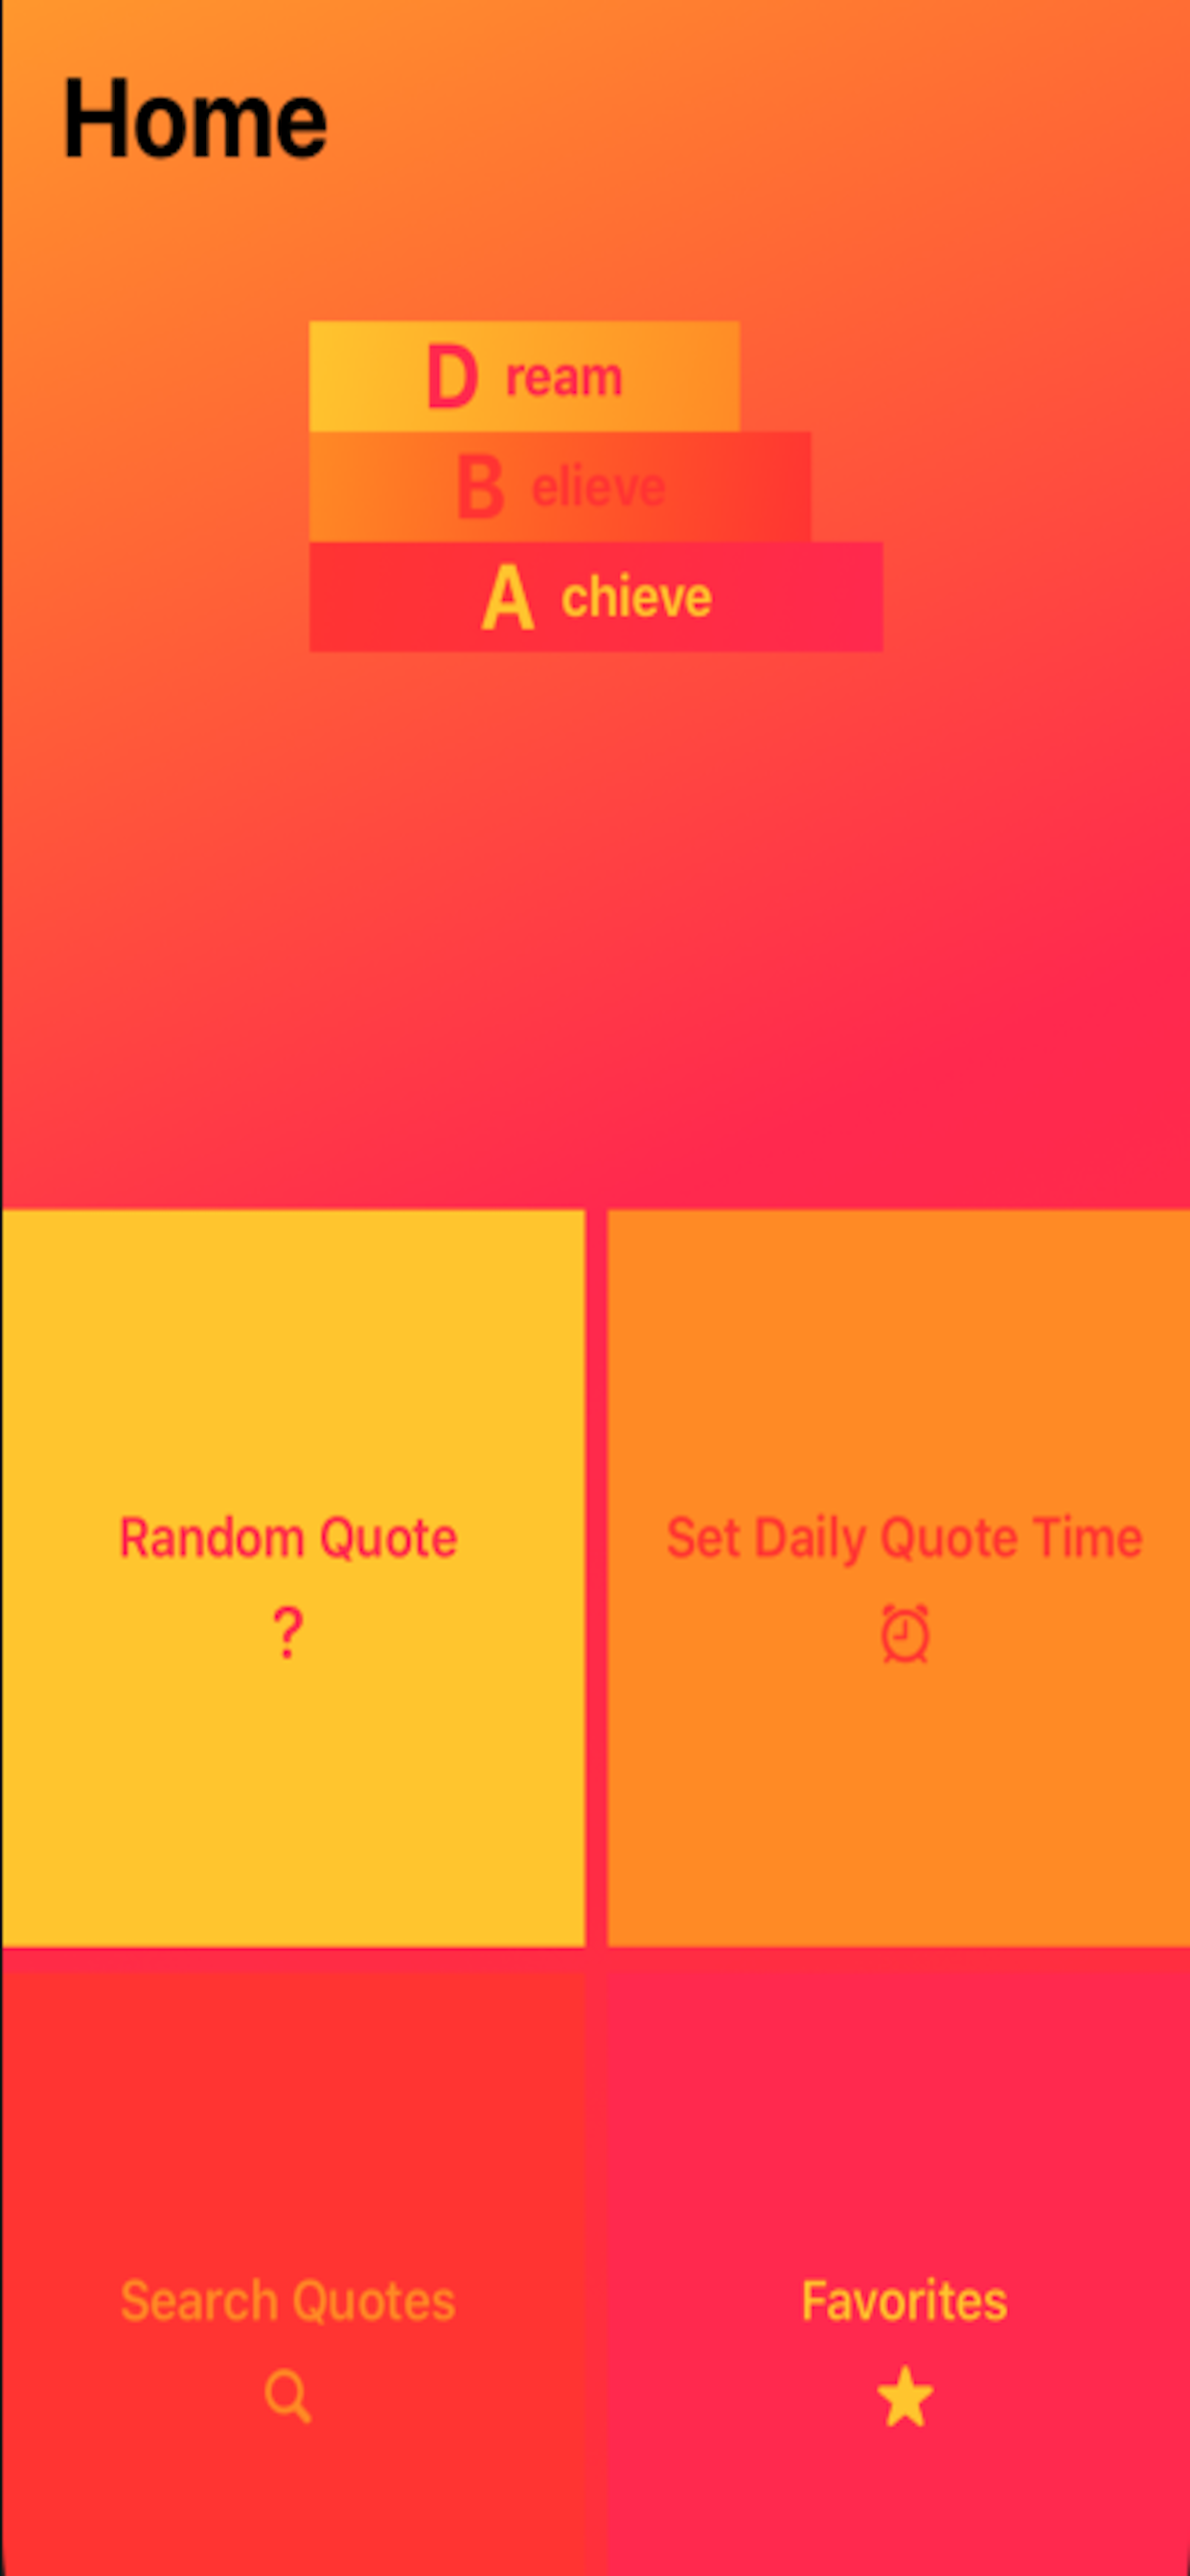 Home
D ream
B elieve
A chieve
Random Quote
?
Set Daily Quote Time
Search Quotes
Favorites